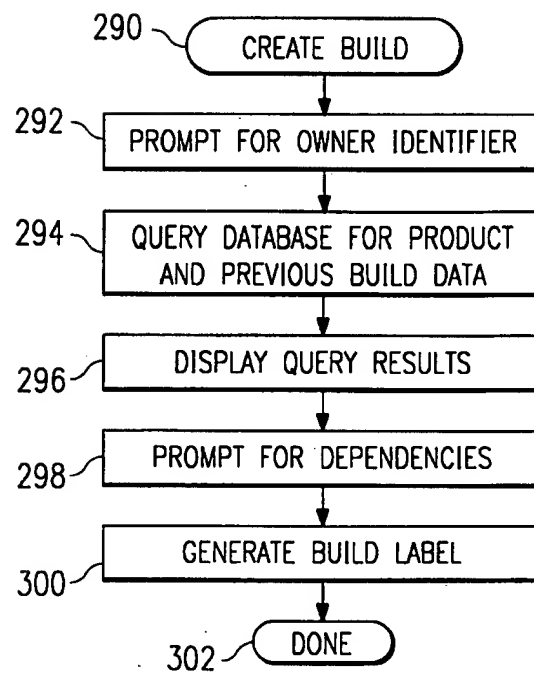 290
CREATE BUILD
292
PROMPT FOR OWNER IDENTIFIER
294
QUERY DATABASE FOR PRODUCT
AND PREVIOUS BUILD DATA
296
DISPLAY QUERY RESULTS
298
PROMPT FOR DEPENDENCIES
300
GENERATE BUILD LABEL
302
DONE